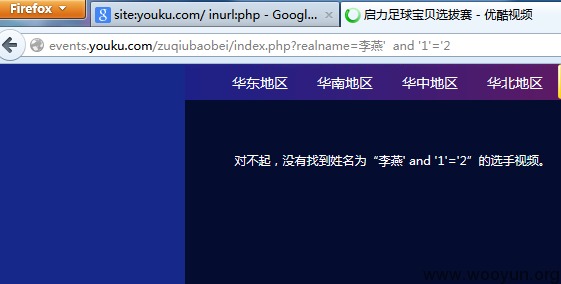 Firefox
site:youku.com/ inurl:php - Googl...
启力足球宝贝选拔赛 - 优酷视频
events.youku.com/zuqiubaobei/index.php?realname=李燕'  and '1'='2
华东地区 华南地区 华中地区 华北地区
对不起，没有找到姓名为“李燕' and '1'='2”的选手视频。
www.wooyun.org